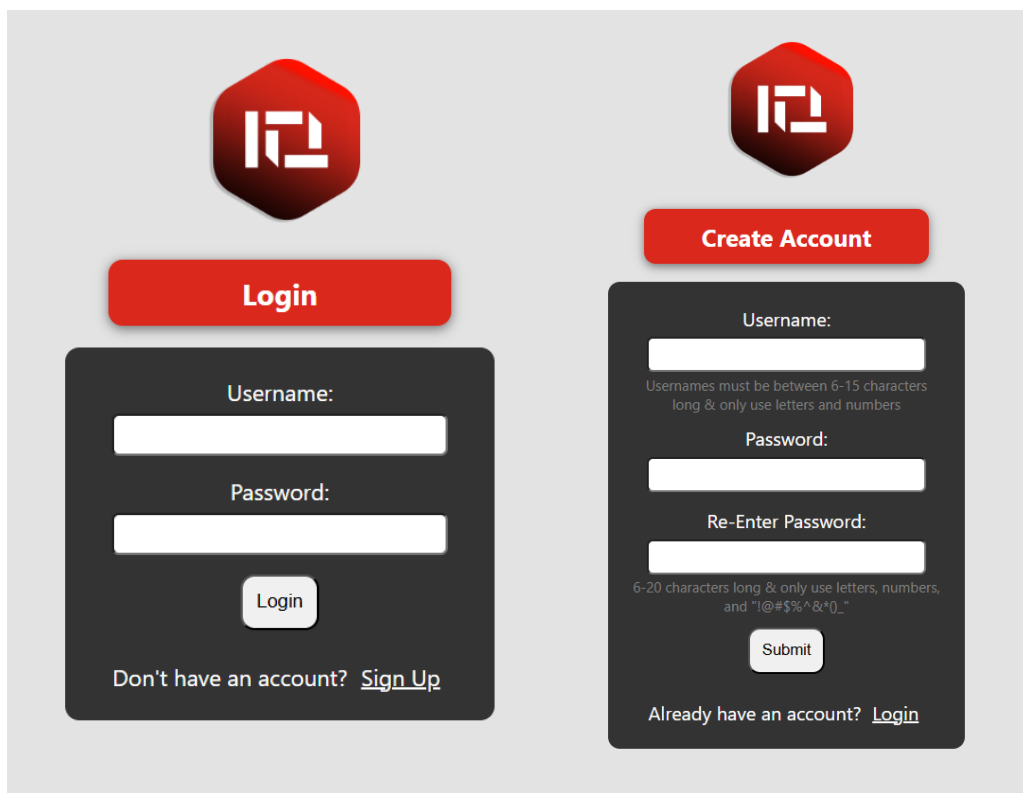 Login
Username:
Password:
Login
Don't have an account? Sign Up
Create Account
Username:
Usernames must be between 6-15 characters
long & only use letters and numbers
Password:
Re-Enter Password:
6-20 characters long & only use letters, numbers,
and "!@#$%^&*()_"
Submit
Already have an account? Login